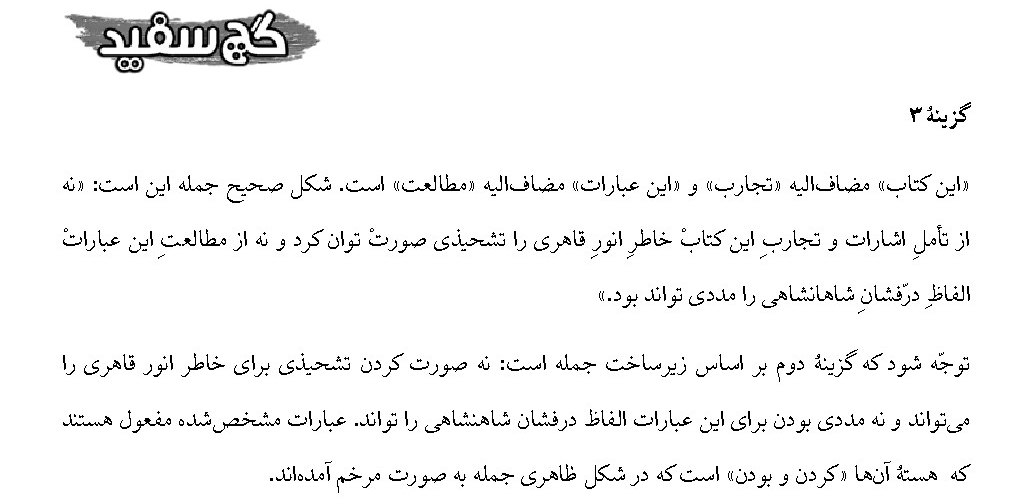 گچ سفید
گزینهٔ ۳
«این کتاب» مضاف‌الیه «تجارب» و «این عبارات» مضاف‌الیه «مطالعت» است. شکل صحیح جمله این است: «نه
از تأملِ اشارات و تجاربِ این کتابْ خاطرِ انورِ قاهری را تشحیذی صورتْ توان کرد و نه از مطالعتِ این عباراتْ
الفاظِ درّفشانِ شاهانشاهی را مددی تواند بود.»
توجّه شود که گزینهٔ دوم بر اساس زیرساخت جمله است: نه صورت کردن تشحیذی برای خاطر انور قاهری را
می‌تواند و نه مددی بودن برای این عبارات الفاظ درفشان شاهنشاهی را تواند. عبارات مشخص‌شده مفعول هستند
که هستهٔ آن‌ها «کردن و بودن» است که در شکل ظاهری جمله به صورت مرخم آمده‌اند.